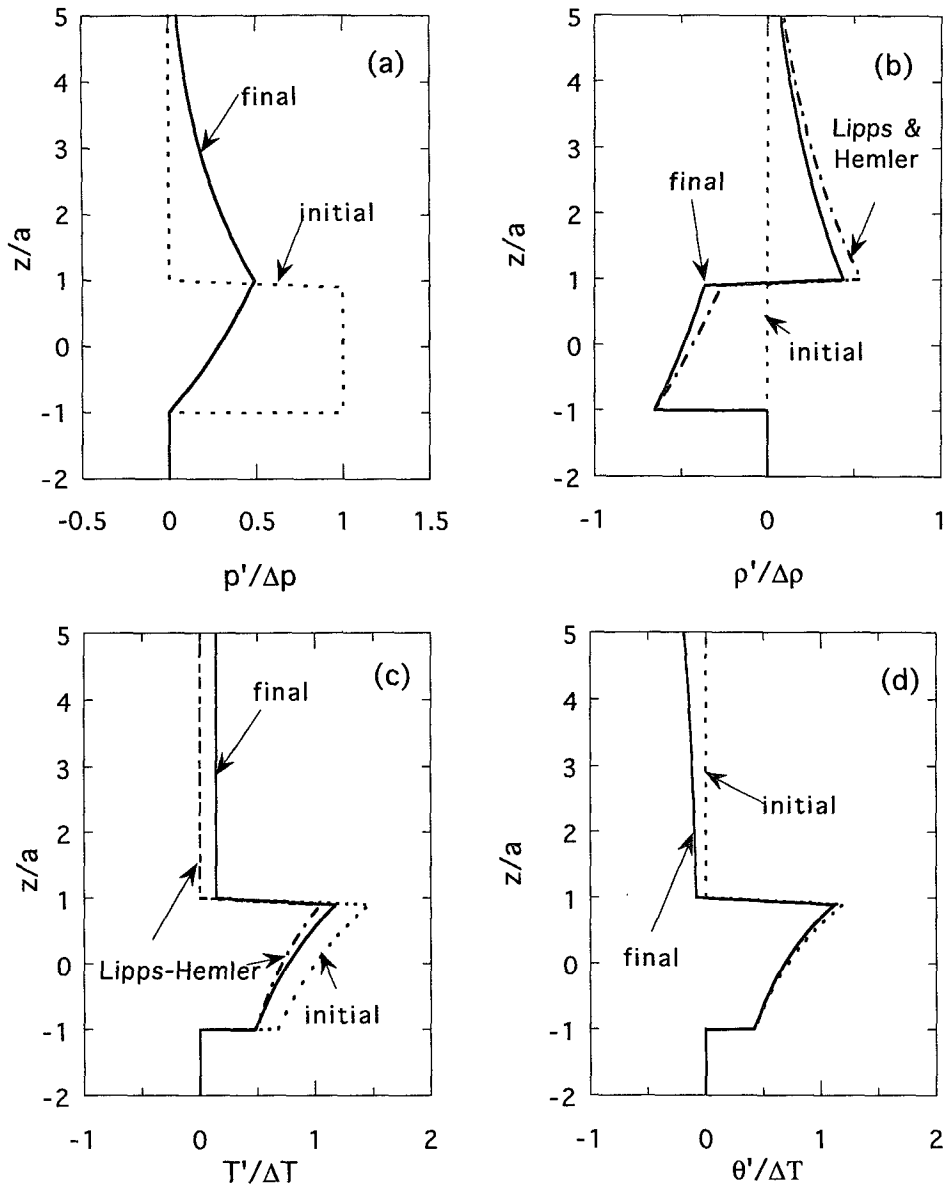 5
4
3
2
1
0
-1
-2
z/a
(a)
final
initial
-0.5
0
0.5
1
1.5
p'/Δp
5
4
3
2
1
0
-1
-2
z/a
(b)
Lipps &
Hemler
final
initial
-1
0
1
ρ'/Δρ
5
4
3
2
1
0
-1
-2
z/a
(c)
final
Lipps-Hemler
initial
-1
0
1
2
T'/ΔT
5
4
3
2
1
0
-1
-2
z/a
(d)
initial
final
-1
0
1
2
θ'/ΔT